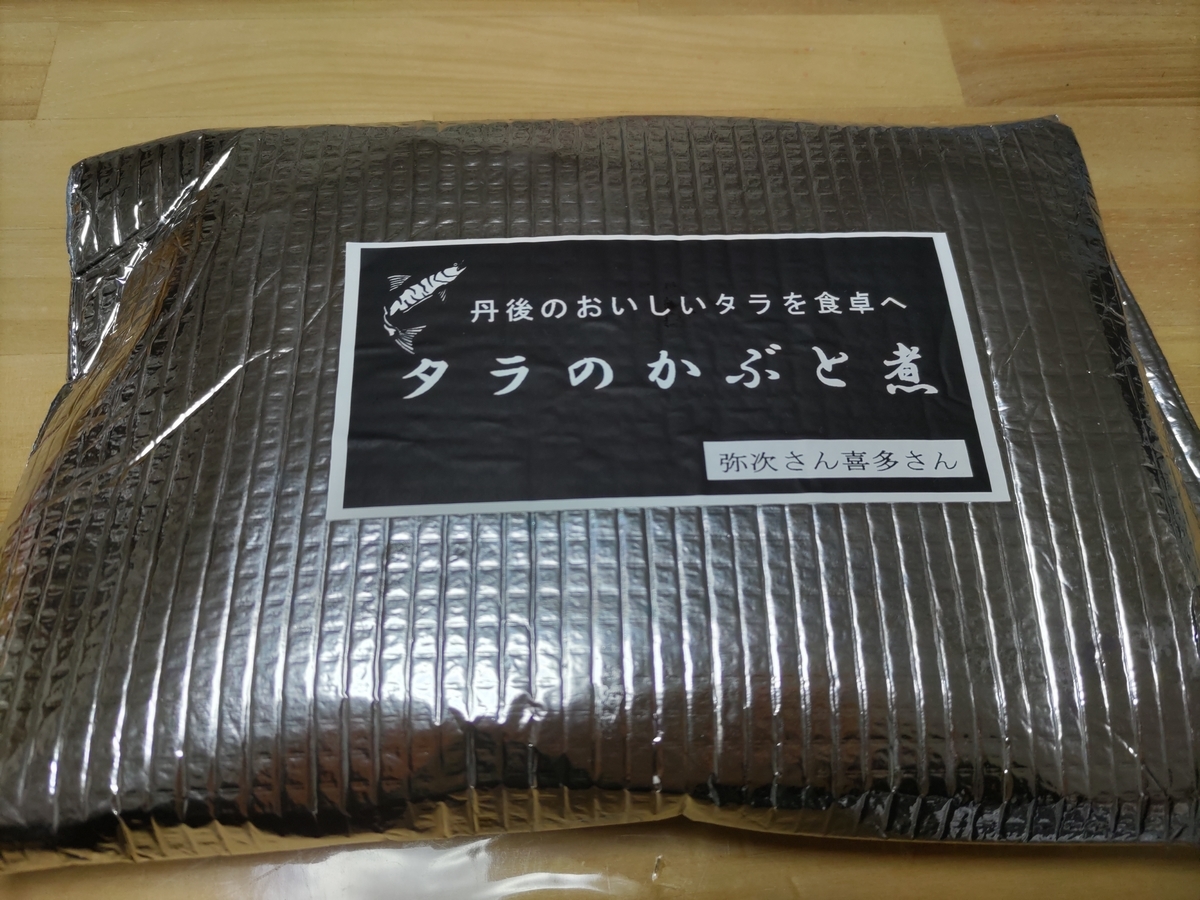 丹後のおいしいタラを食卓へ
タラのかぶと煮
弥次さん喜多さん